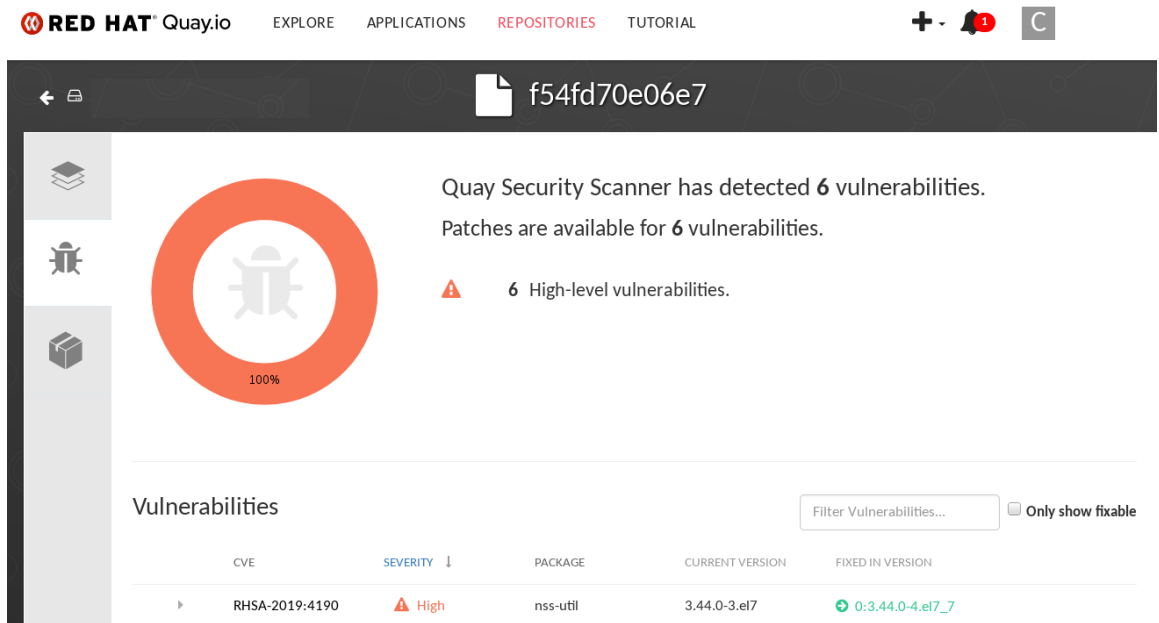 RED HAT Quay.io EXPLORE APPLICATIONS REPOSITORIES TUTORIAL 1 C
f54fd70e06e7
Quay Security Scanner has detected 6 vulnerabilities.
Patches are available for 6 vulnerabilities.
6 High-level vulnerabilities.
100%
Vulnerabilities Filter Vulnerabilities... Only show fixable
CVE SEVERITY ↓ PACKAGE CURRENT VERSION FIXED IN VERSION
RHSA-2019:4190 High nss-util 3.44.0-3.el7 0:3.44.0-4.el7_7